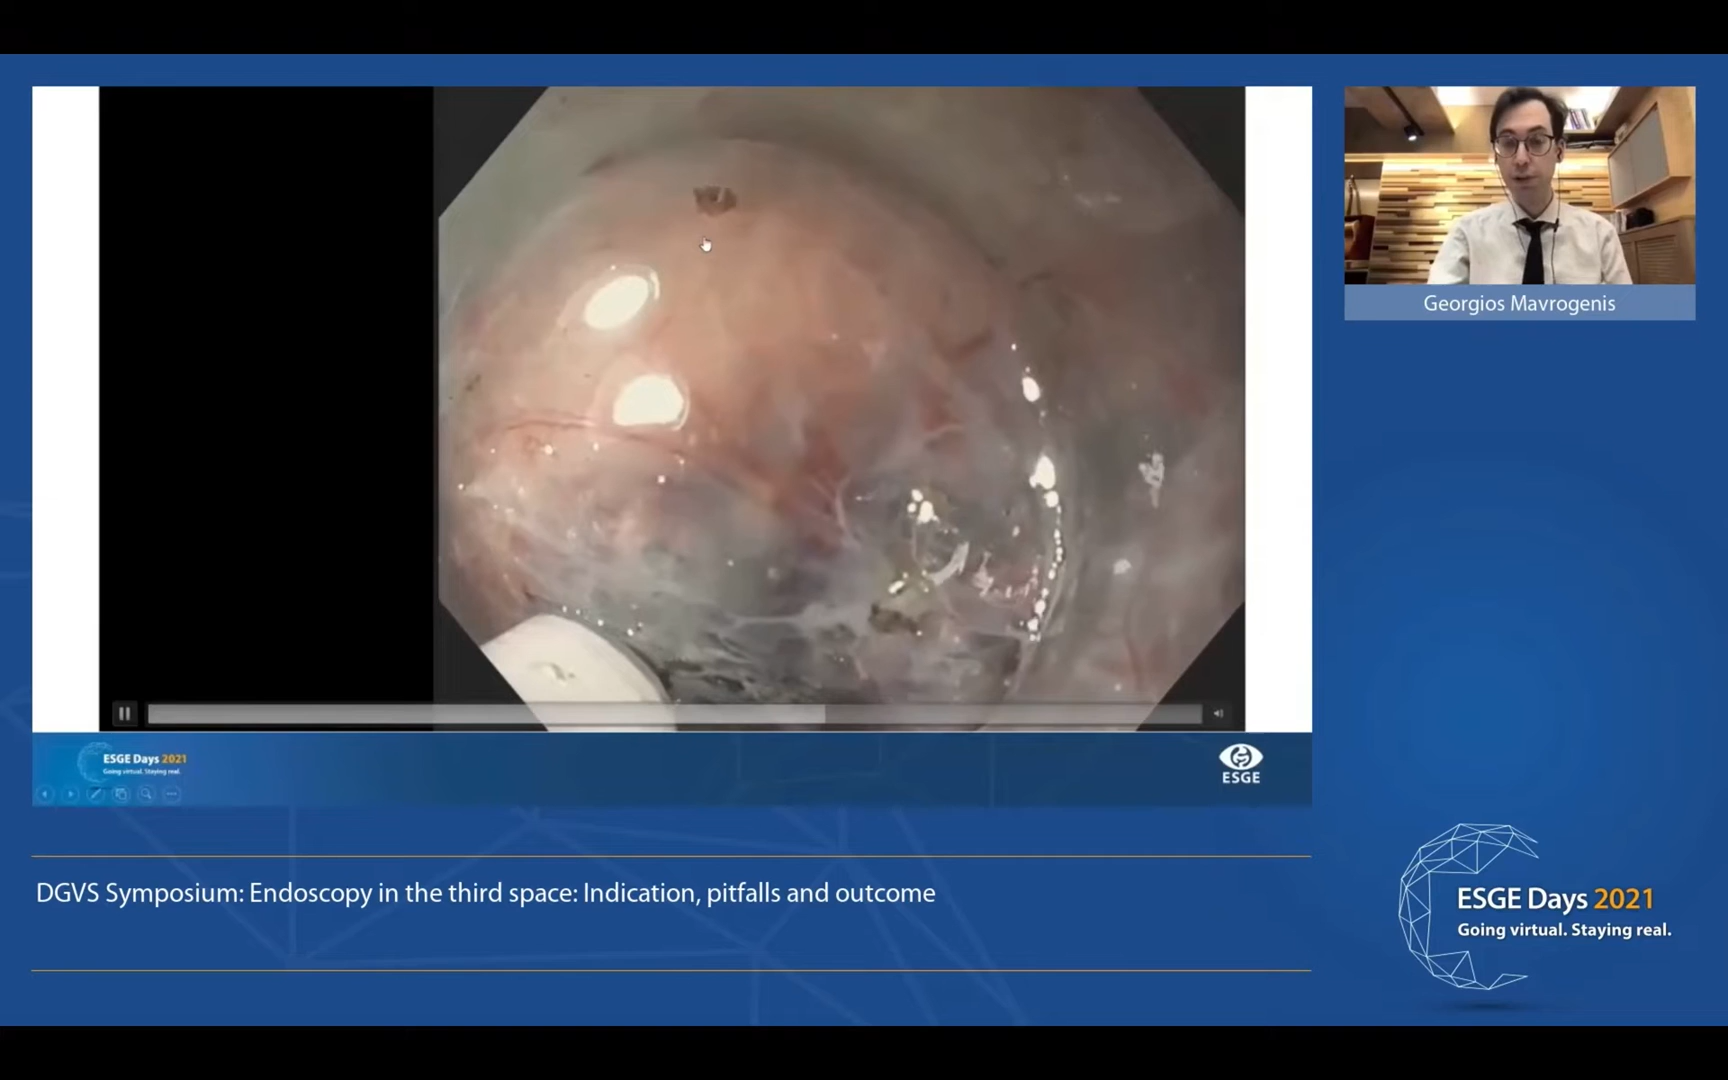 Georgios Mavrogenis
ESGE Days 2021
Going virtual. Staying real.
ESGE
DGVS Symposium: Endoscopy in the third space: Indication, pitfalls and outcome
ESGE Days 2021
Going virtual. Staying real.